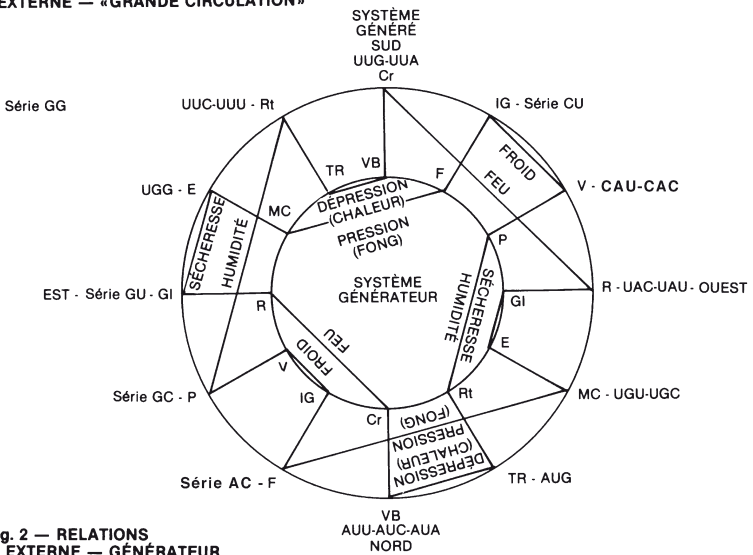 EXTERNE — «GRANDE CIRCULATION»
SYSTÈME
GÉNÉRÉ
SUD
UUG-UUA
Cr
Série GG
UUC-UUU - Rt
IG - Série CU
TR
VB
F
FROID
FEU
UGG - E
V - CAU-CAC
MC
DÉPRESSION
(CHALEUR)
PRESSION
(FONG)
P
SÉCHERESSE
HUMIDITÉ
SYSTÈME
GÉNÉRATEUR
EST - Série GU - GI
R
GI
R - UAC-UAU - OUEST
SÉCHERESSE
HUMIDITÉ
FEU
FROID
V
E
IG
Rt
Série GC - P
MC - UGU-UGC
Cr
(FONG)
PRESSION
(CHALEUR)
DÉPRESSION
Série AC - F
TR - AUG
VB
AUU-AUC-AUA
NORD
g. 2 — RELATIONS
EXTERNE — GÉNÉRATEUR